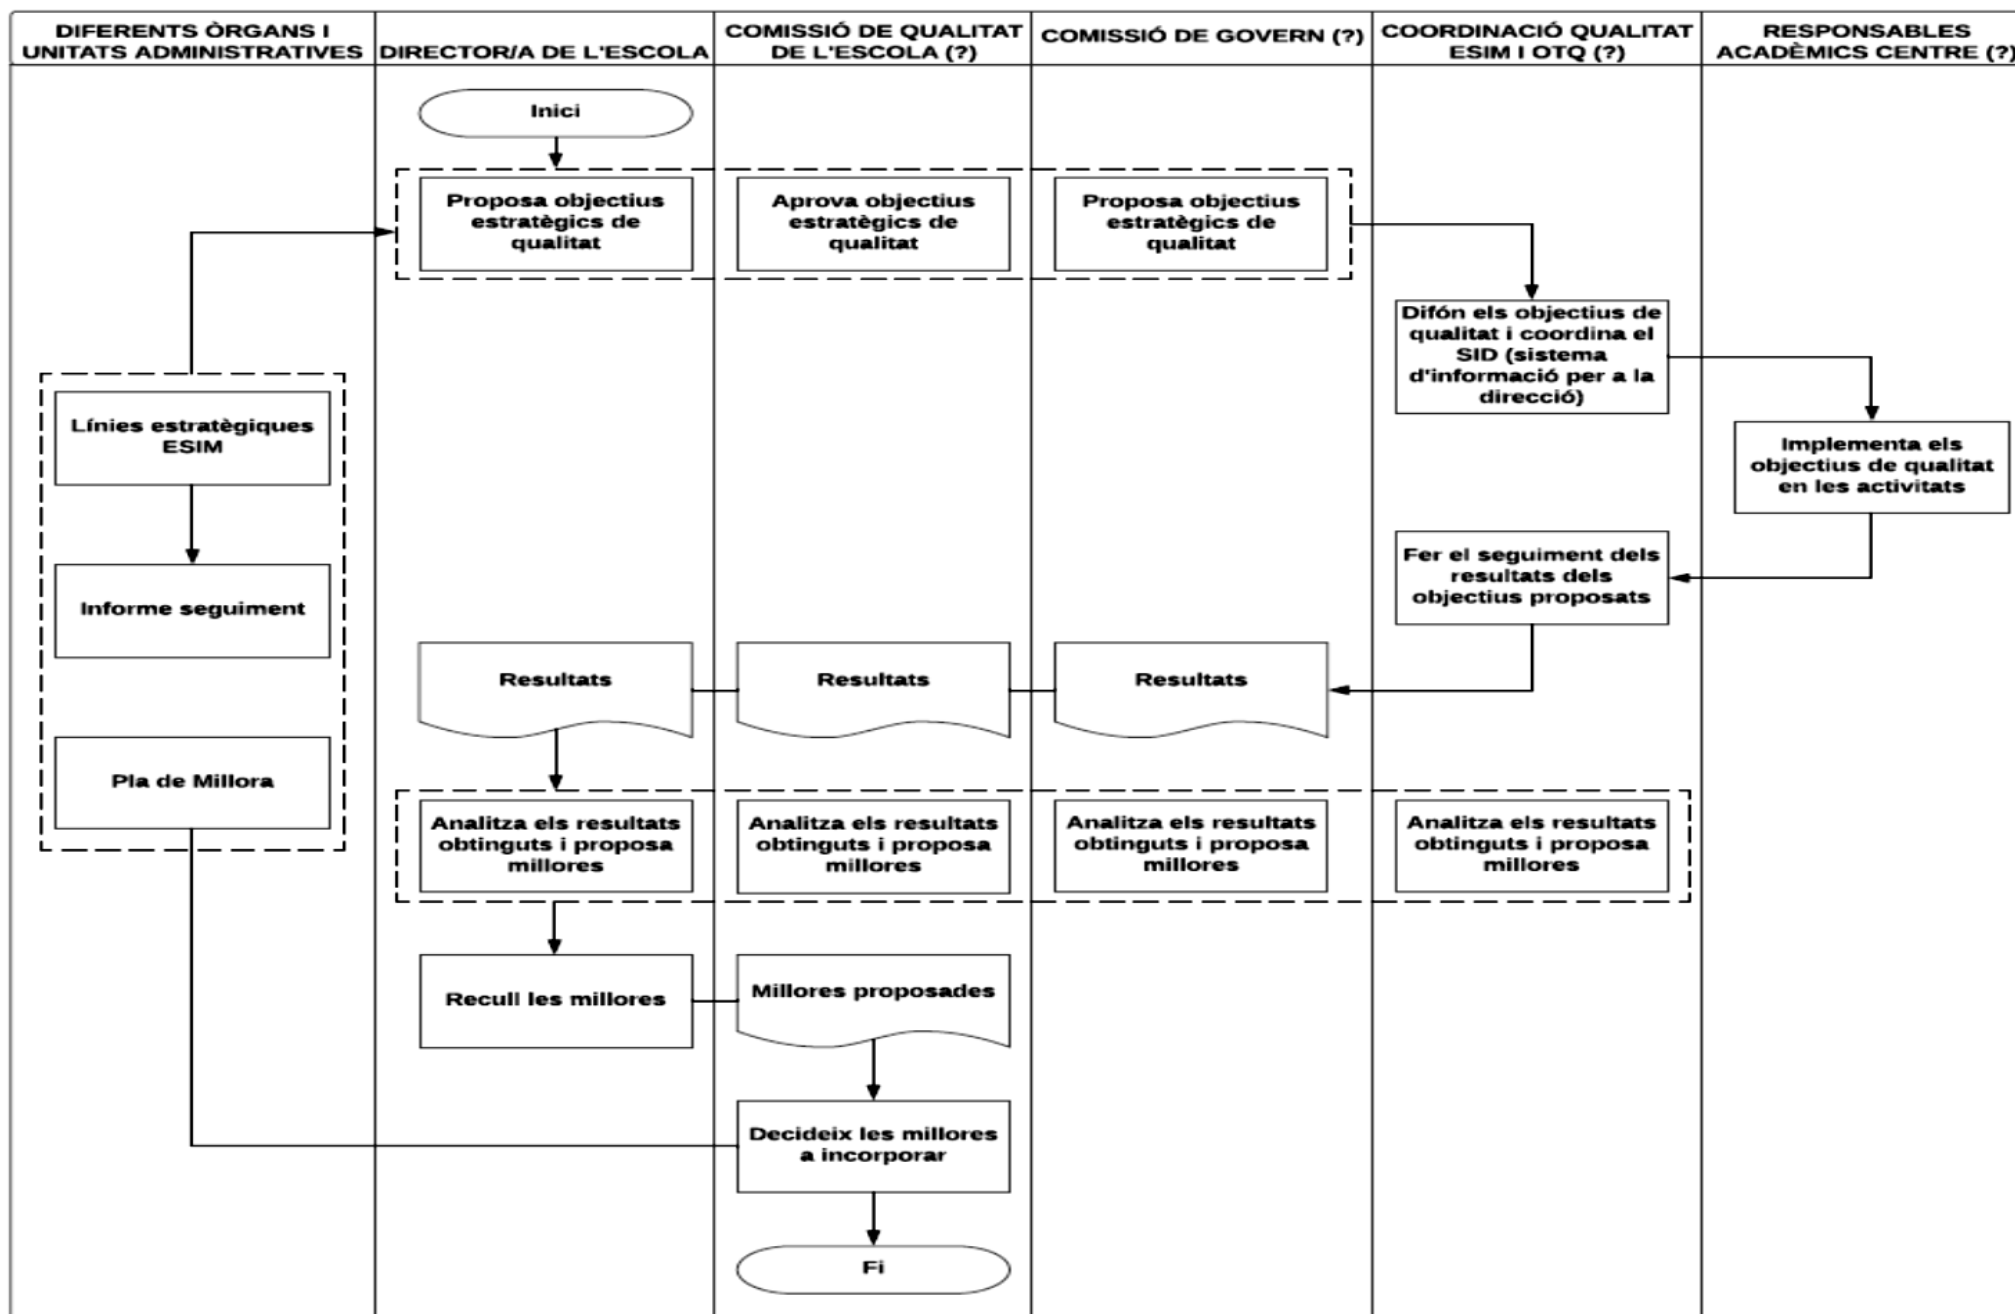 DIFERENTS ÒRGANS I
UNITATS ADMINISTRATIVES
DIRECTOR/A DE L'ESCOLA
COMISSIÓ DE QUALITAT
DE L'ESCOLA (?)
COMISSIÓ DE GOVERN (?)
COORDINACIÓ QUALITAT
ESIM I OTQ (?)
RESPONSABLES
ACADÈMICS CENTRE (?)
Inici
Proposa objectius
estratègics de
qualitat
Aprova objectius
estratègics de
qualitat
Proposa objectius
estratègics de
qualitat
Difón els objectius de
qualitat i coordina el
SID (sistema
d'informació per a la
direcció)
Línies estratègiques
ESIM
Implementa els
objectius de qualitat
en les activitats
Fer el seguiment dels
resultats dels
objectius proposats
Informe seguiment
Resultats
Resultats
Resultats
Pla de Millora
Analitza els resultats
obtinguts i proposa
millores
Analitza els resultats
obtinguts i proposa
millores
Analitza els resultats
obtinguts i proposa
millores
Analitza els resultats
obtinguts i proposa
millores
Recull les millores
Millores proposades
Decideix les millores
a incorporar
Fi